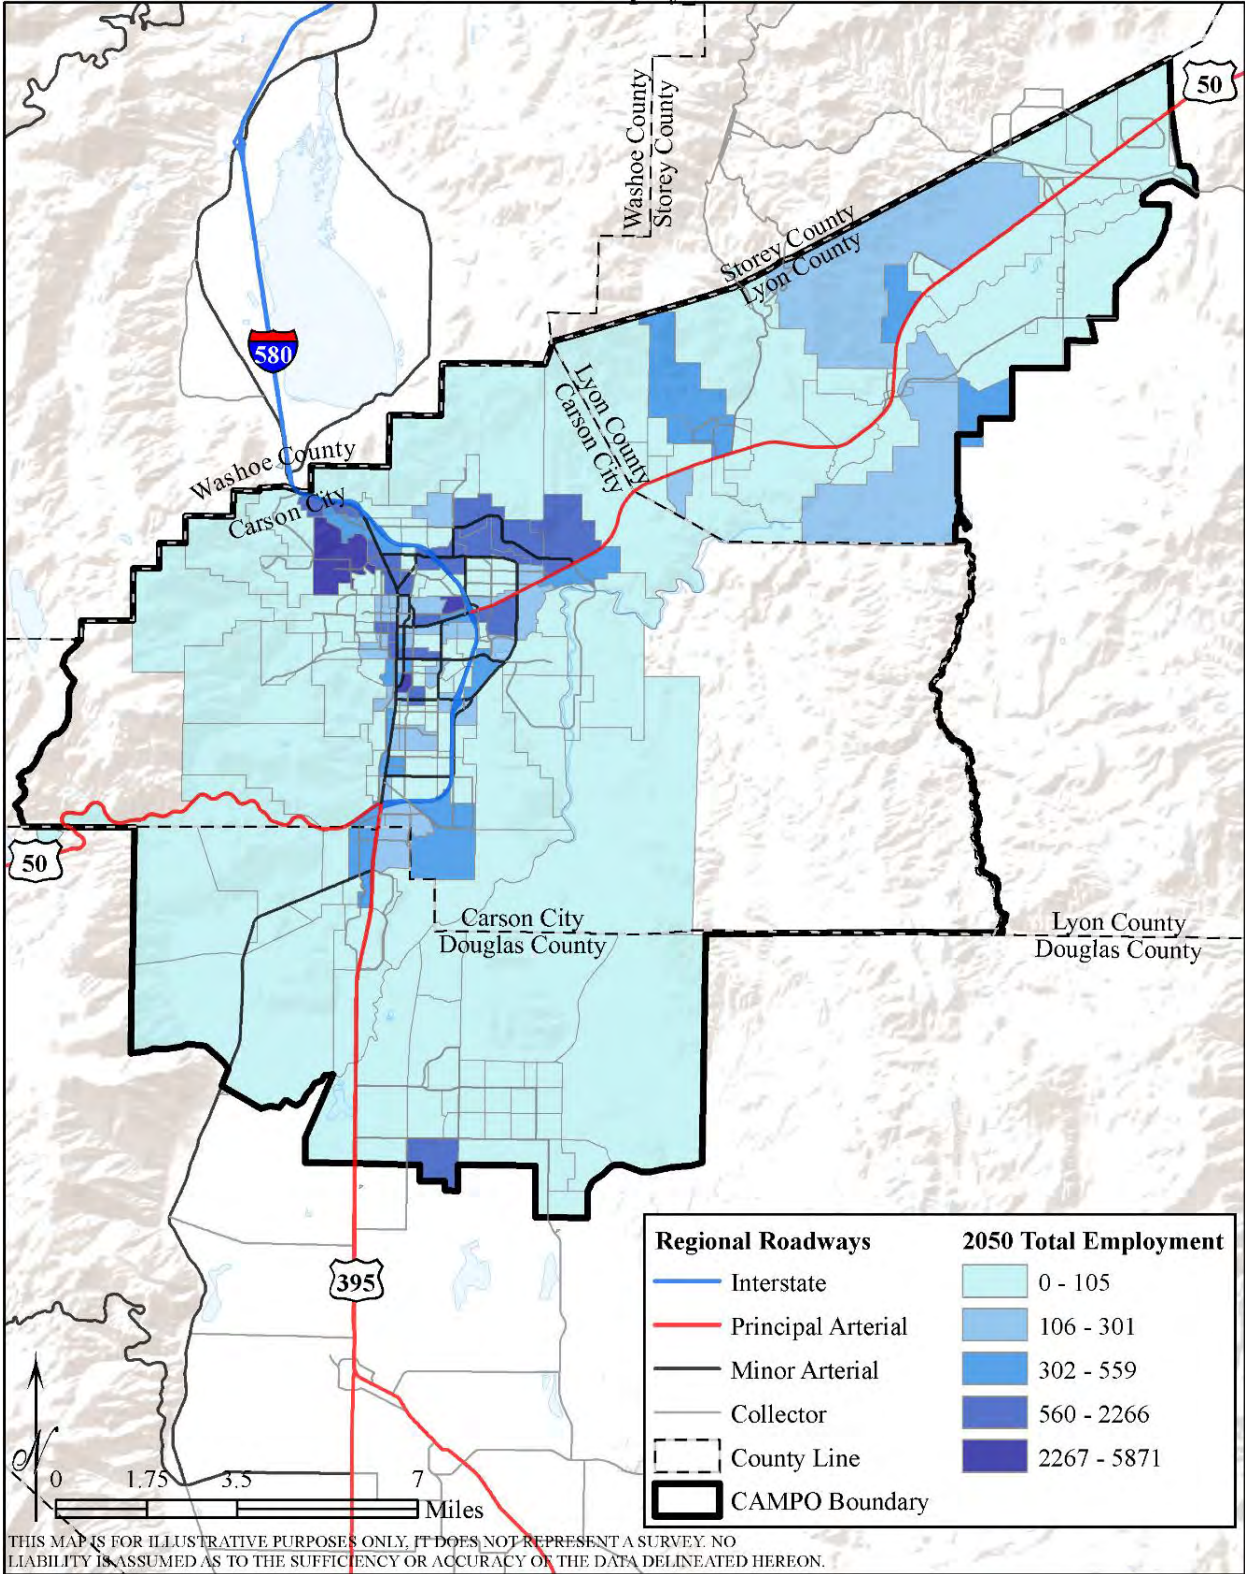 50
Washoe County
Storey County
Storey County
Lyon County
580
Lyon County
Carson City
Washoe County
Carson City
50
Carson City
Douglas County
Lyon County
Douglas County
395
Regional Roadways
Interstate
Principal Arterial
Minor Arterial
Collector
County Line
CAMPO Boundary
2050 Total Employment
0 - 105
106 - 301
302 - 559
560 - 2266
2267 - 5871
N
0 1.75 3.5 7
Miles
THIS MAP IS FOR ILLUSTRATIVE PURPOSES ONLY, IT DOES NOT REPRESENT A SURVEY. NO
LIABILITY IS ASSUMED AS TO THE SUFFICIENCY OR ACCURACY OF THE DATA DELINEATED HEREON.